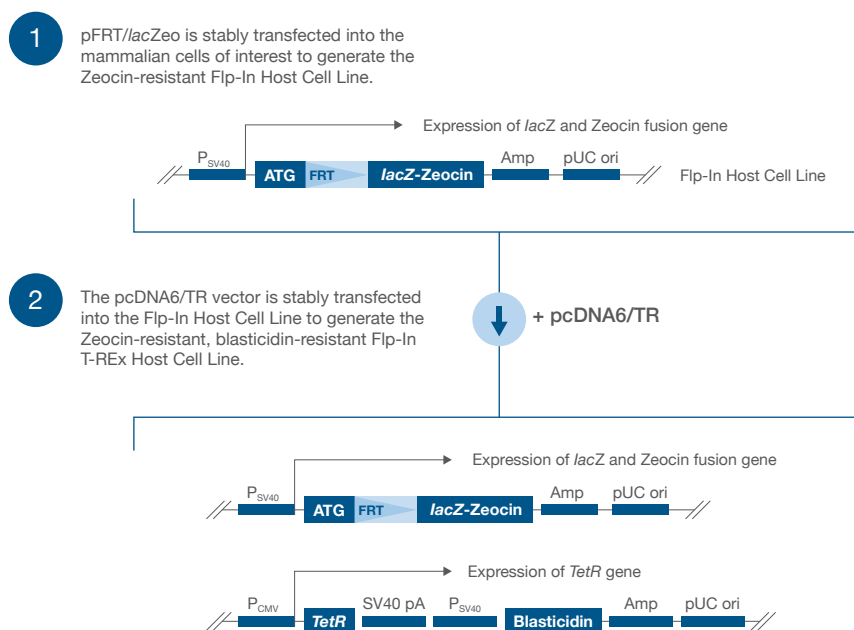 1
pFRT/lacZeo is stably transfected into the
mammalian cells of interest to generate the
Zeocin-resistant Flp-In Host Cell Line.
Expression of lacZ and Zeocin fusion gene
PSV40
ATG FRT lacZ-Zeocin Amp pUC ori
Flp-In Host Cell Line
2
The pcDNA6/TR vector is stably transfected
into the Flp-In Host Cell Line to generate the
Zeocin-resistant, blasticidin-resistant Flp-In
T-REx Host Cell Line.
+ pcDNA6/TR
Expression of lacZ and Zeocin fusion gene
PSV40
ATG FRT lacZ-Zeocin Amp pUC ori
Expression of TetR gene
PCMV TetR SV40 pA PSV40 Blasticidin Amp pUC ori